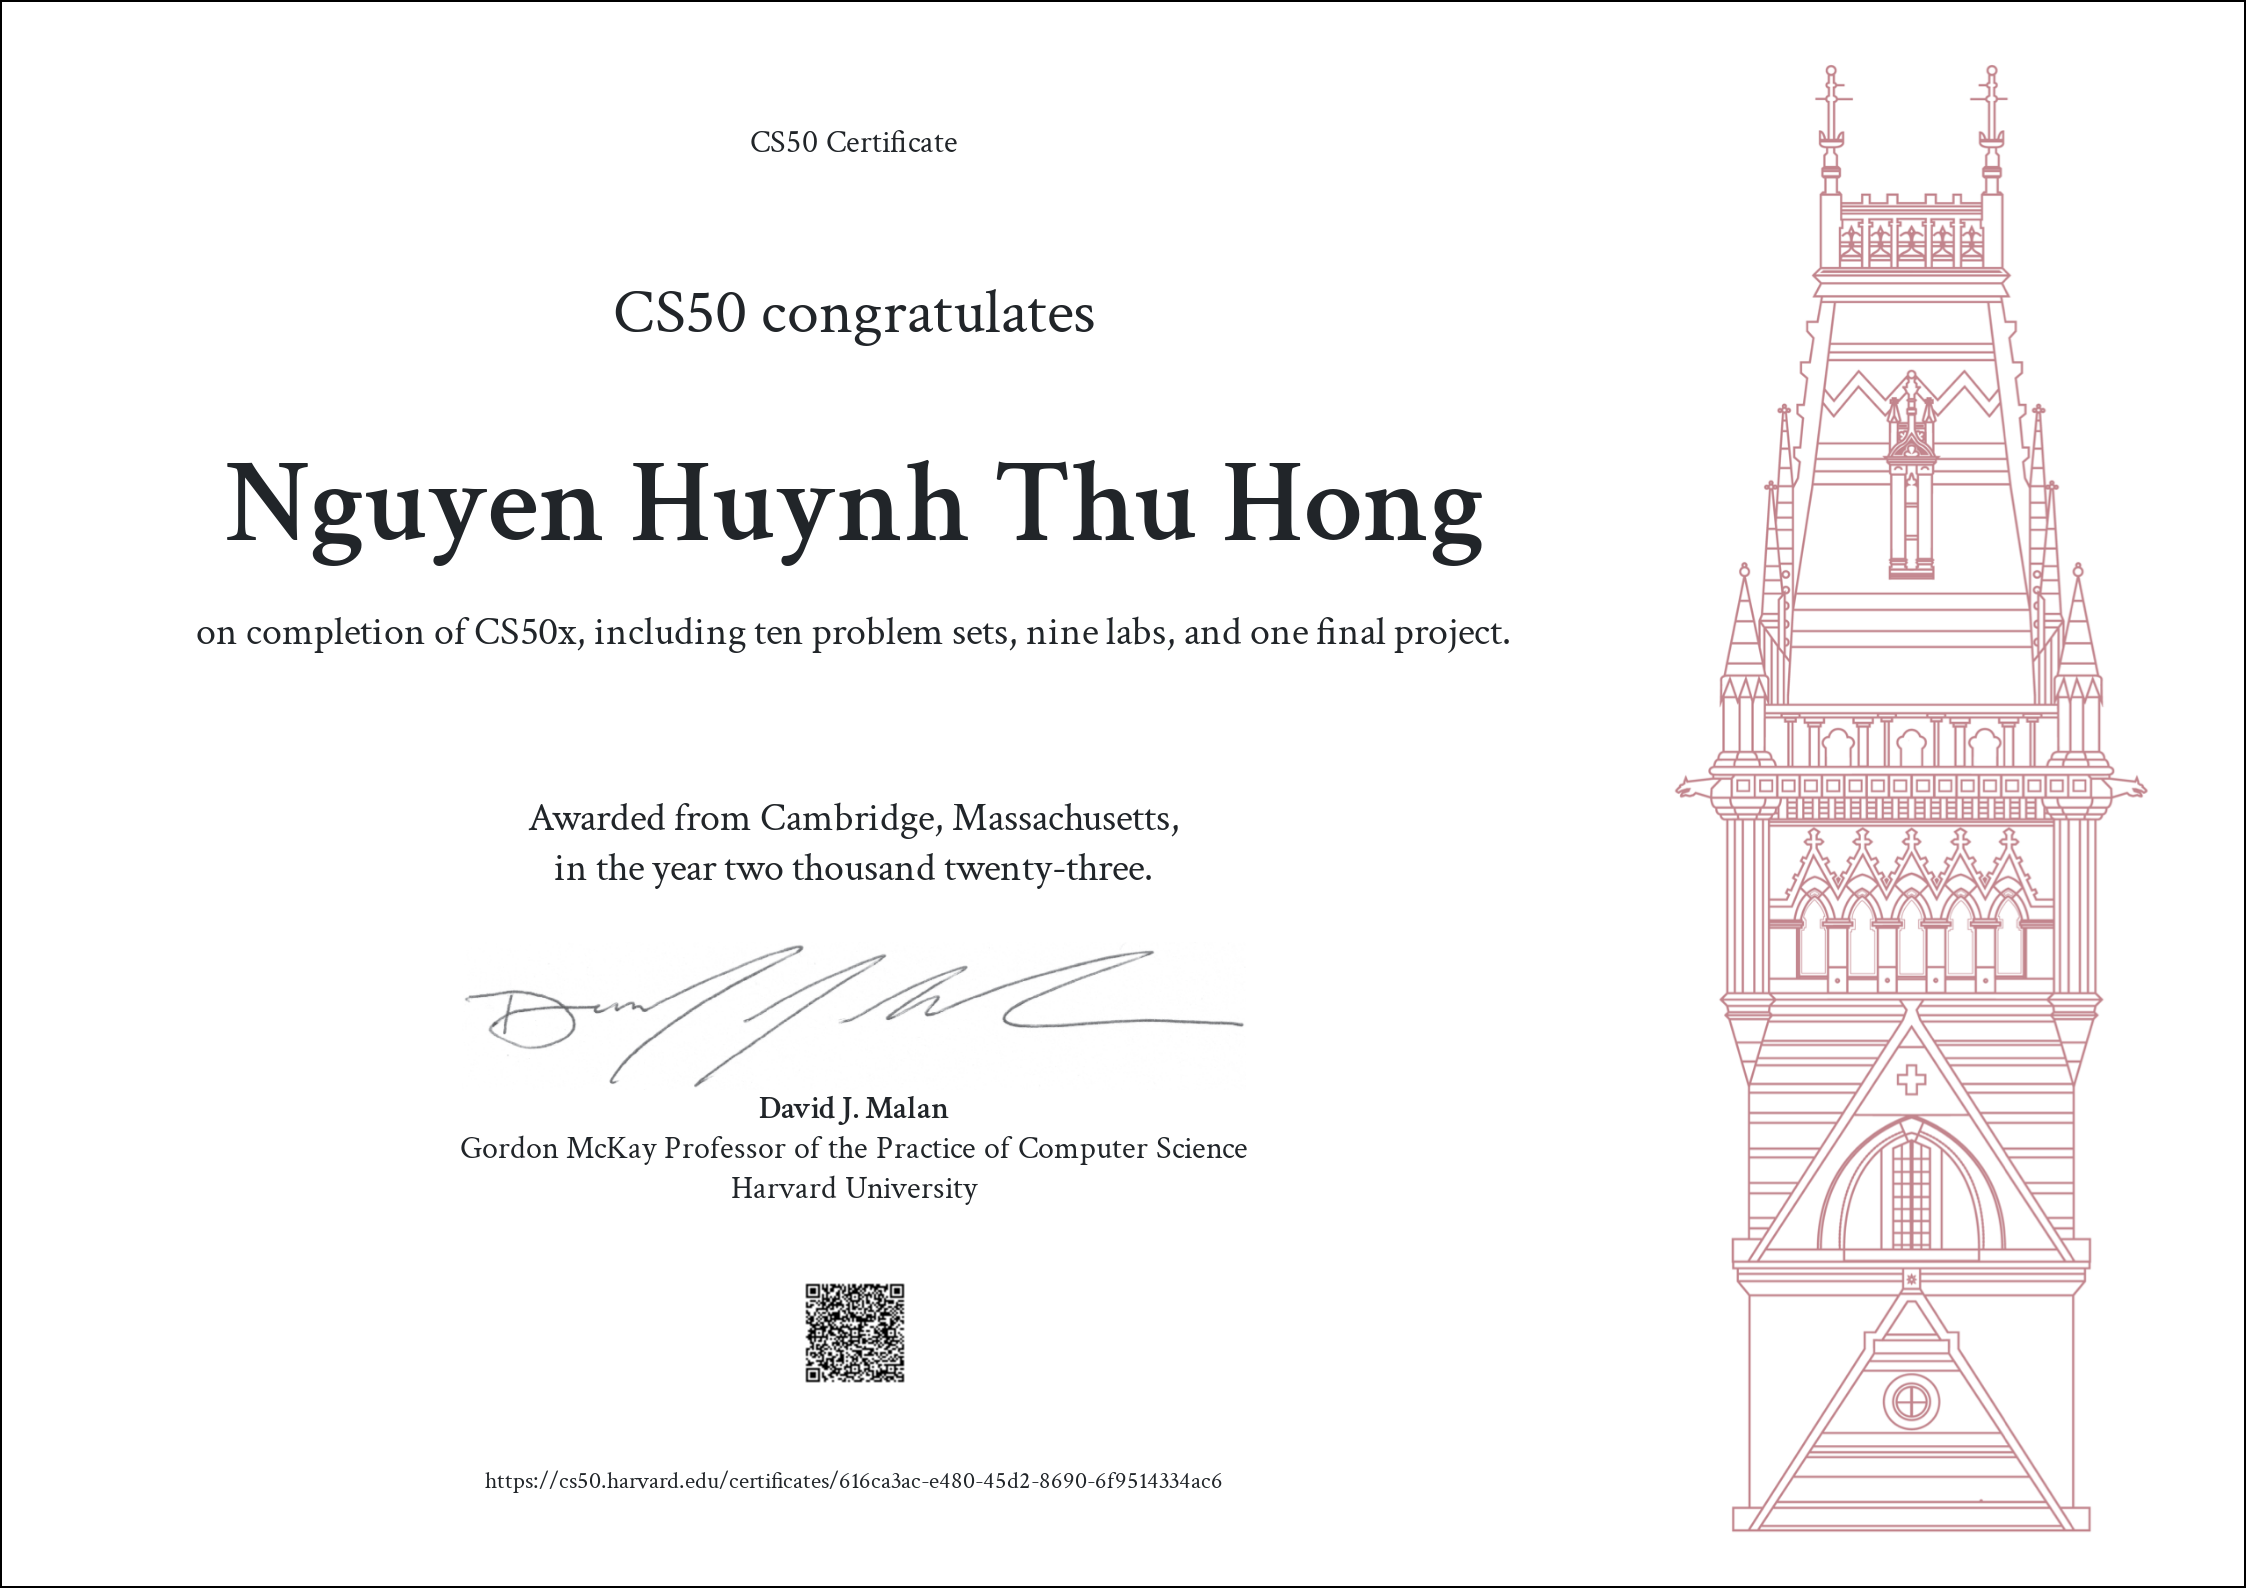 CS50 Certificate
CS50 congratulates
Nguyen Huynh Thu Hong
on completion of CS50x, including ten problem sets, nine labs, and one final project.
Awarded from Cambridge, Massachusetts,
in the year two thousand twenty-three.
David J. Malan
Gordon McKay Professor of the Practice of Computer Science
Harvard University
https://cs50.harvard.edu/certificates/616ca3ac-e480-45d2-8690-6f9514334ac6